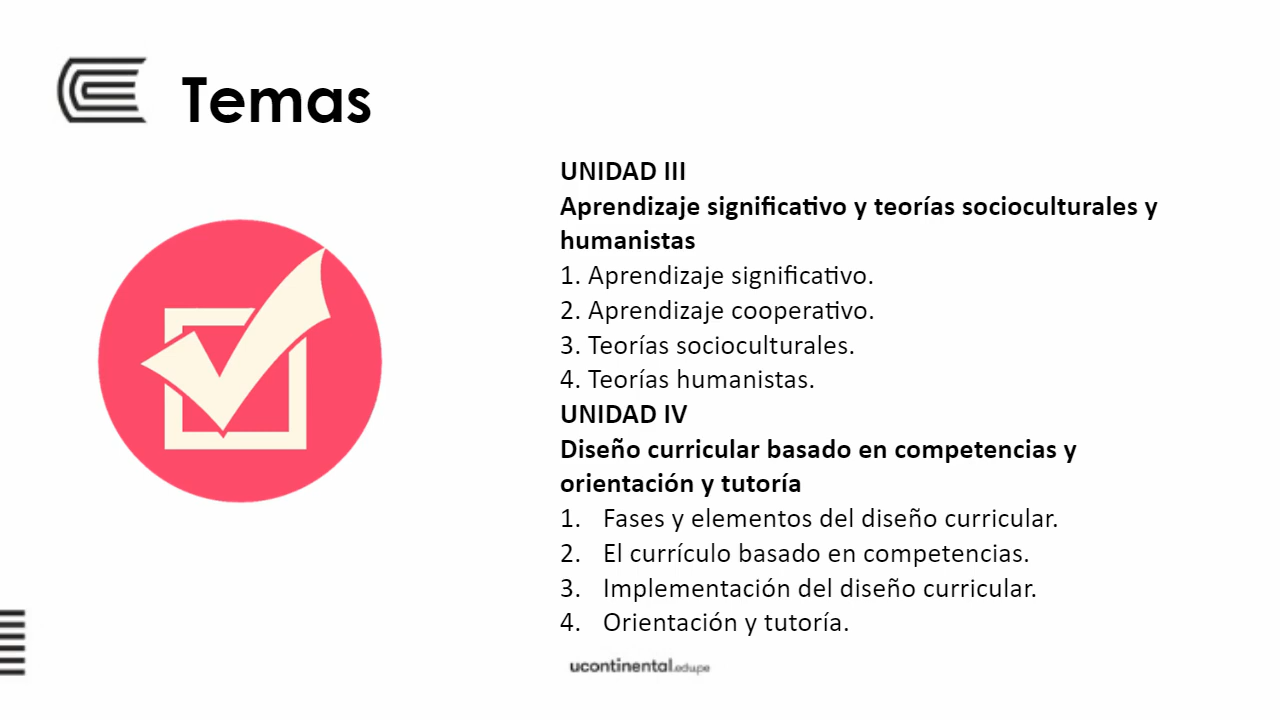 Temas
UNIDAD III
Aprendizaje significativo y teorías socioculturales y
humanistas
1. Aprendizaje significativo.
2. Aprendizaje cooperativo.
3. Teorías socioculturales.
4. Teorías humanistas.
UNIDAD IV
Diseño curricular basado en competencias y
orientación y tutoría
1. Fases y elementos del diseño curricular.
2. El currículo basado en competencias.
3. Implementación del diseño curricular.
4. Orientación y tutoría.
ucontinental.edu.pe